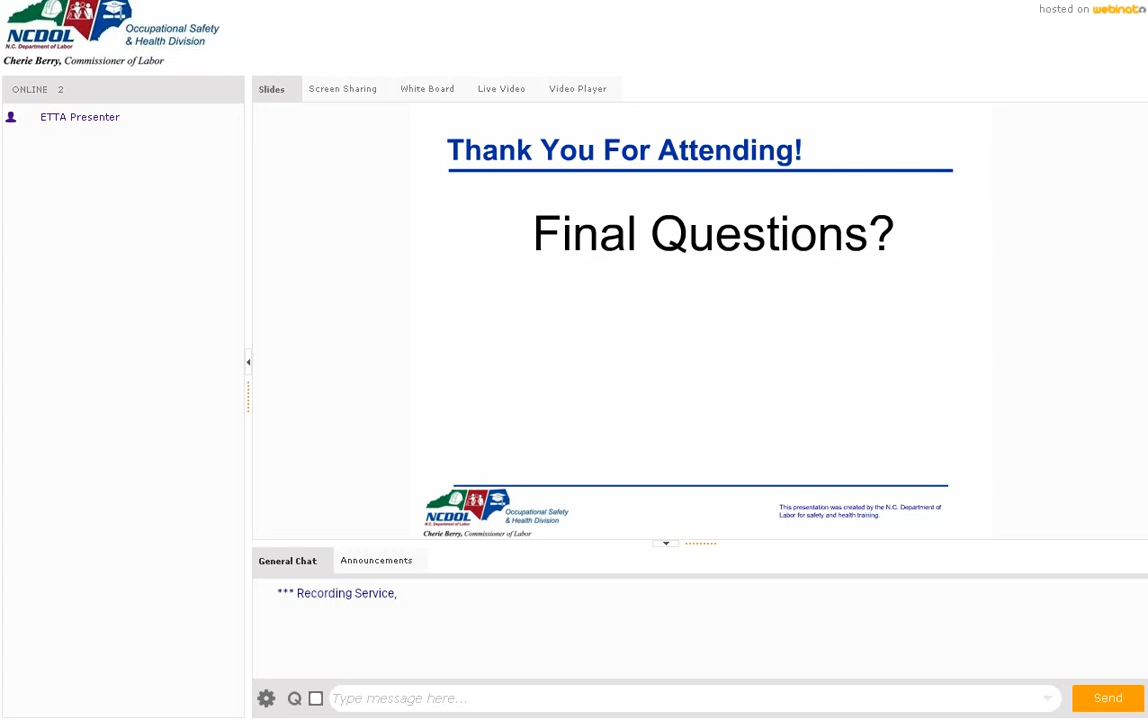 NCDOL
N.C. Department of Labor
Occupational Safety
& Health Division
Cherie Berry, Commissioner of Labor
hosted on webinato
ONLINE 2
ETTA Presenter
Slides Screen Sharing White Board Live Video Video Player
Thank You For Attending!
Final Questions?
NCDOL
N.C. Department of Labor
Occupational Safety
& Health Division
Cherie Berry, Commissioner of Labor
This presentation was created by the N.C. Department of
Labor for safety and health training.
General Chat Announcements
*** Recording Service,
Q Type message here... Send